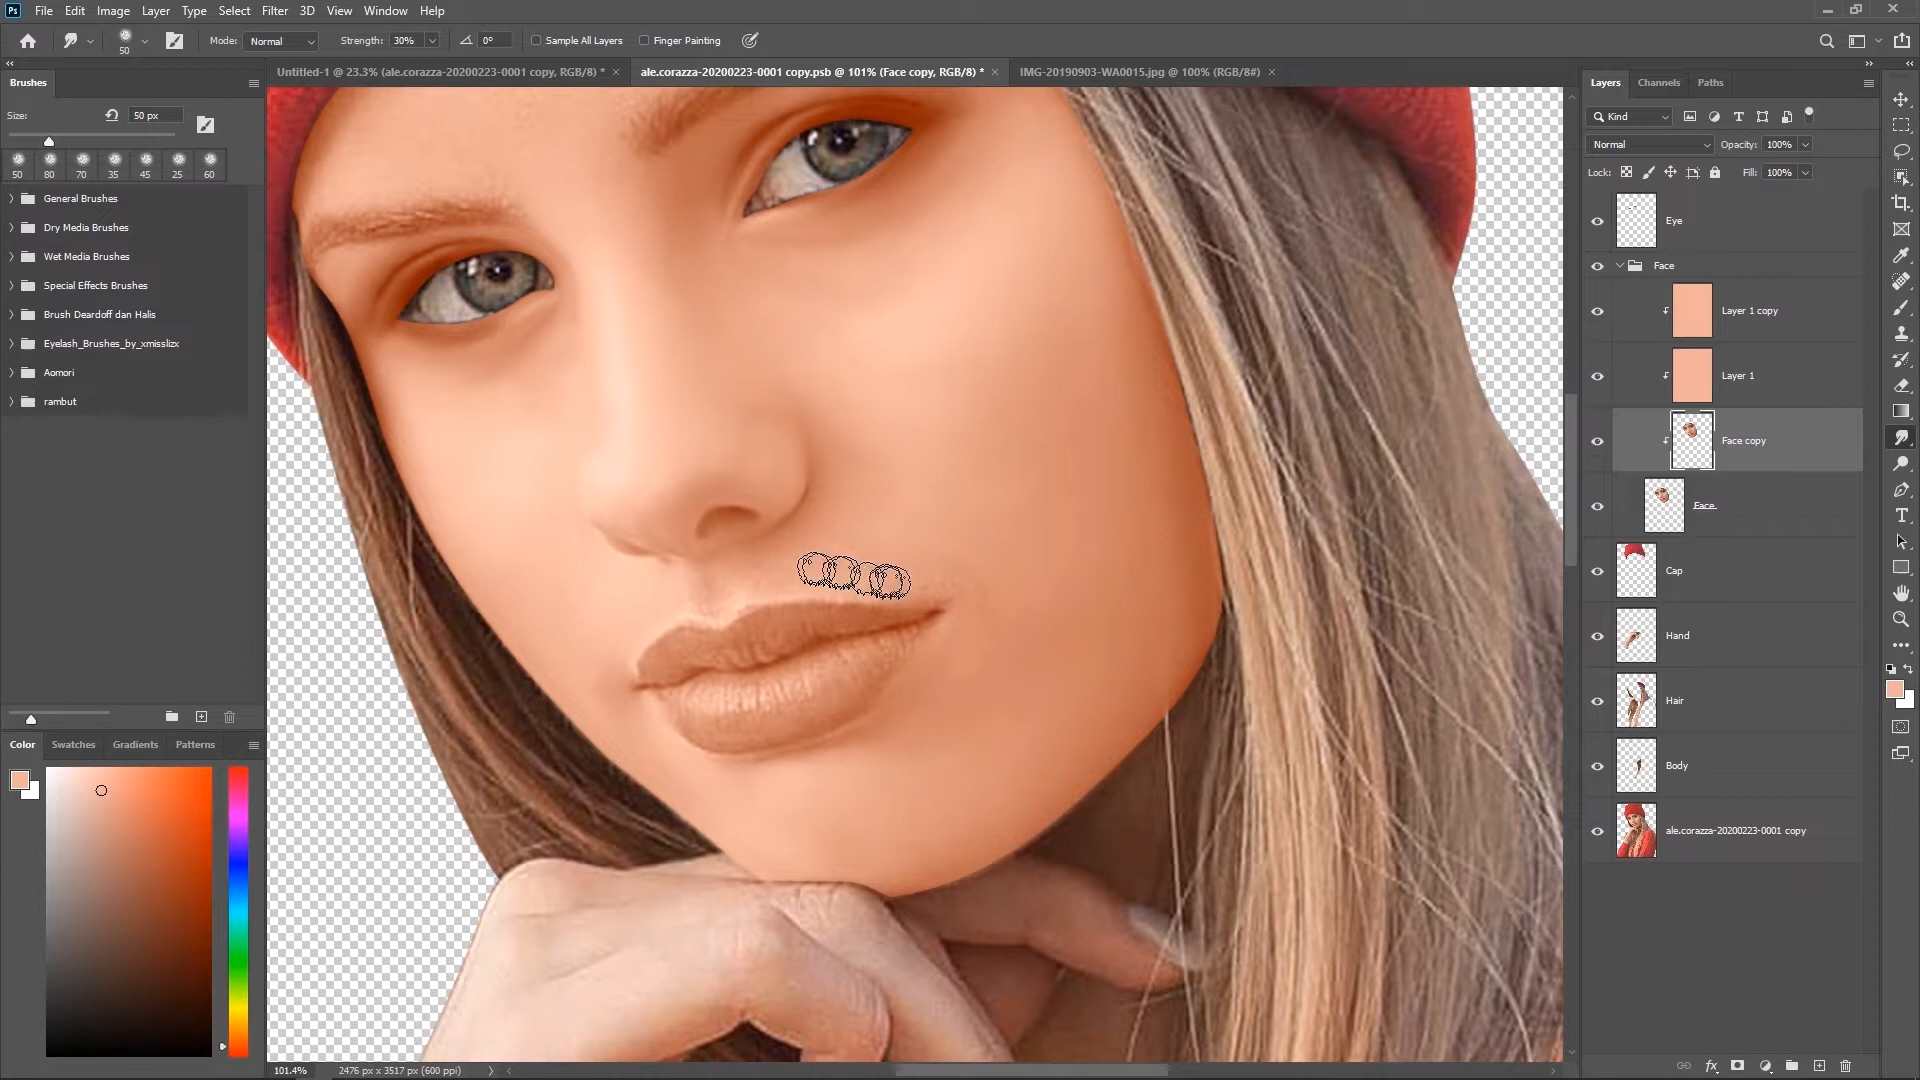 Ps File Edit Image Layer Type Select Filter 3D View Window Help
50 Mode: Normal Strength: 30% 0° Sample All Layers Finger Painting
Untitled-1 @ 23.3% (ale.corazza-20200223-0001 copy, RGB/8) * × ale.corazza-20200223-0001 copy.psb @ 101% (Face copy, RGB/8) * × IMG-20190903-WA0015.jpg @ 100% (RGB/8#) ×
Brushes
Size: 50 px
50 80 70 35 45 25 60
General Brushes
Dry Media Brushes
Wet Media Brushes
Special Effects Brushes
Brush Deardoff dan Halis
Eyelash_Brushes_by_xmisslizx
Aomori
rambut
Color Swatches Gradients Patterns
101.4% 2476 px x 3517 px (600 ppi)
Layers Channels Paths
Kind
Normal Opacity: 100%
Lock: Fill: 100%
Eye
Face
Layer 1 copy
Layer 1
Face copy
Face
Cap
Hand
Hair
Body
ale.corazza-20200223-0001 copy
fx